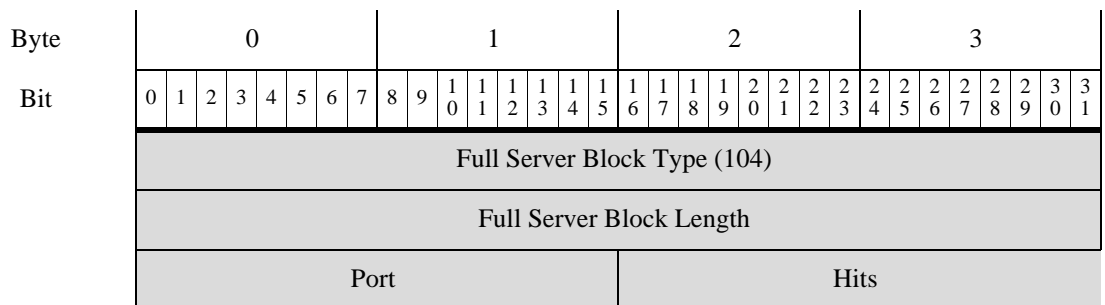 Byte 0 1 2 3
Bit 0 1 2 3 4 5 6 7 8 9 10 11 12 13 14 15 16 17 18 19 20 21 22 23 24 25 26 27 28 29 30 31
Full Server Block Type (104)
Full Server Block Length
Port Hits